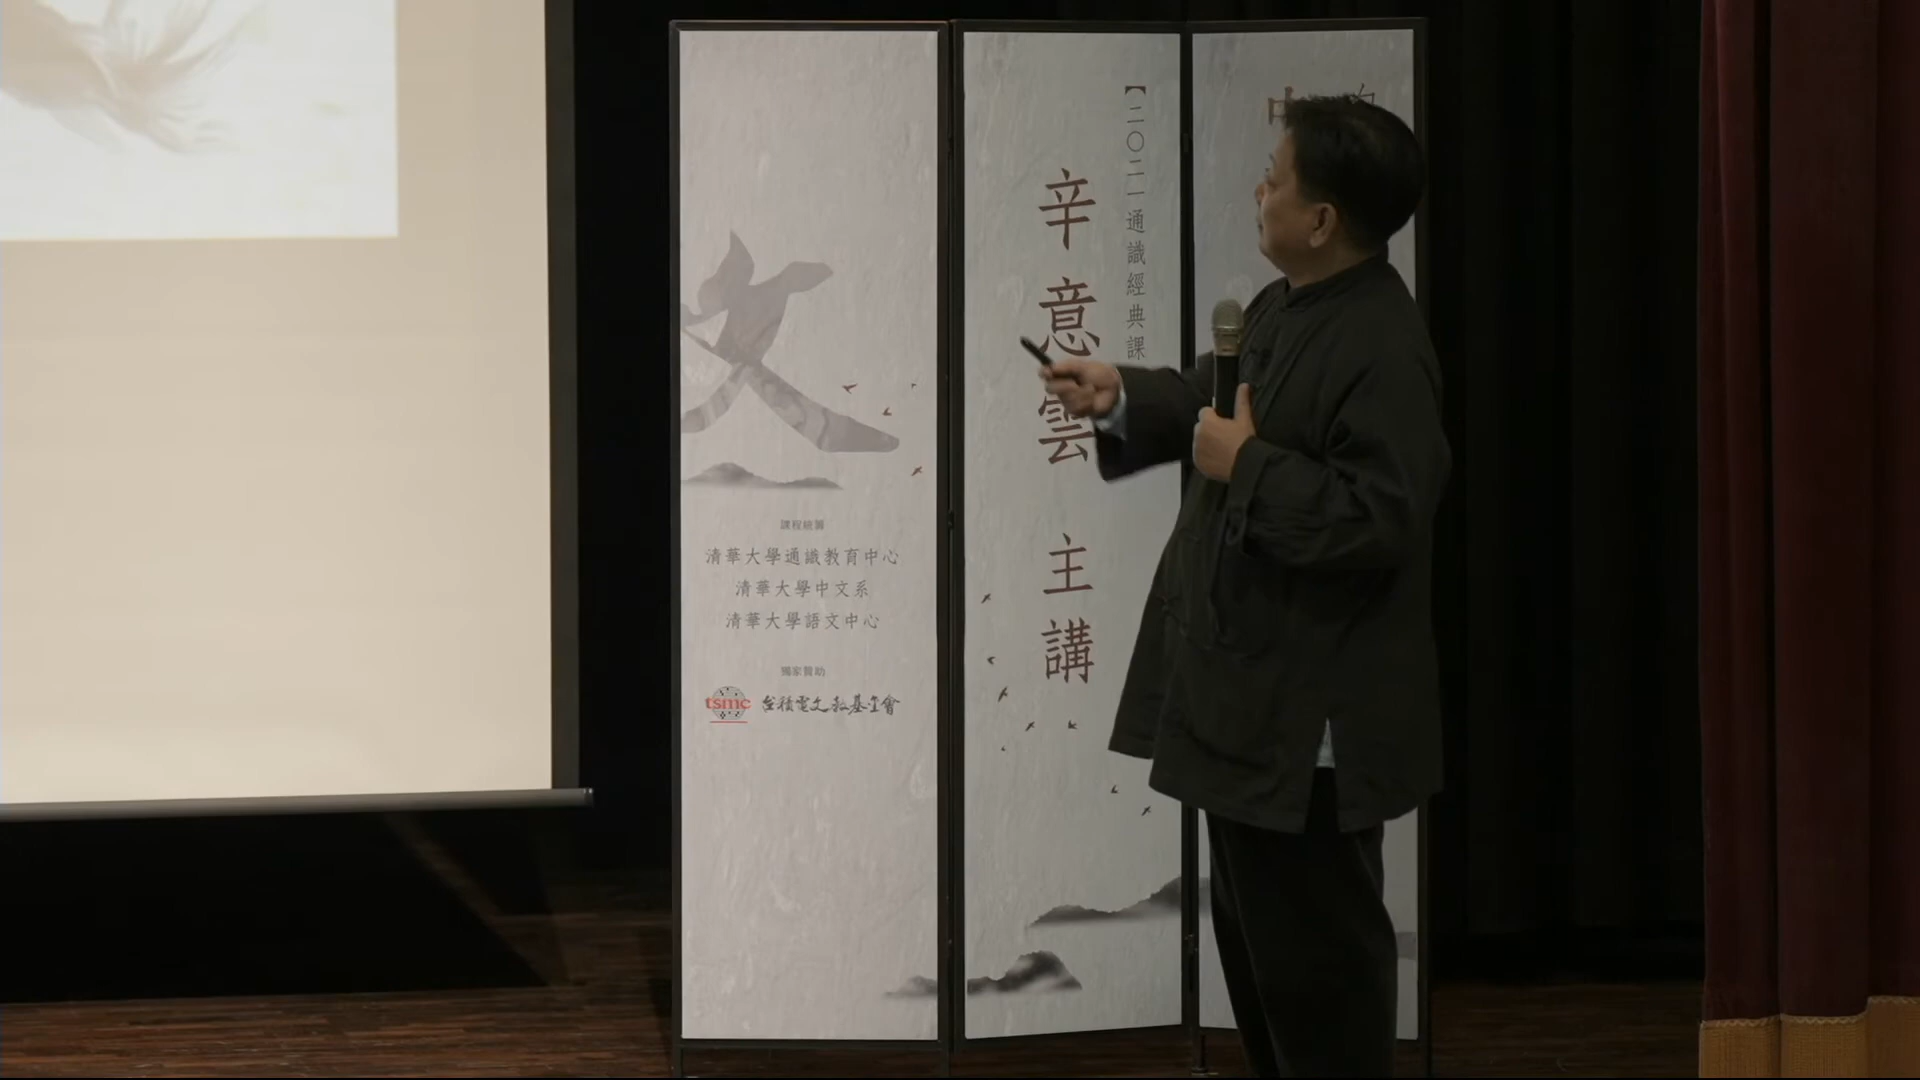 【二〇二一通識經典課
辛意雲 主講
文
課程統籌
清華大學通識教育中心
清華大學中文系
清華大學語文中心
獨家贊助
tsmc 台積電文教基金會